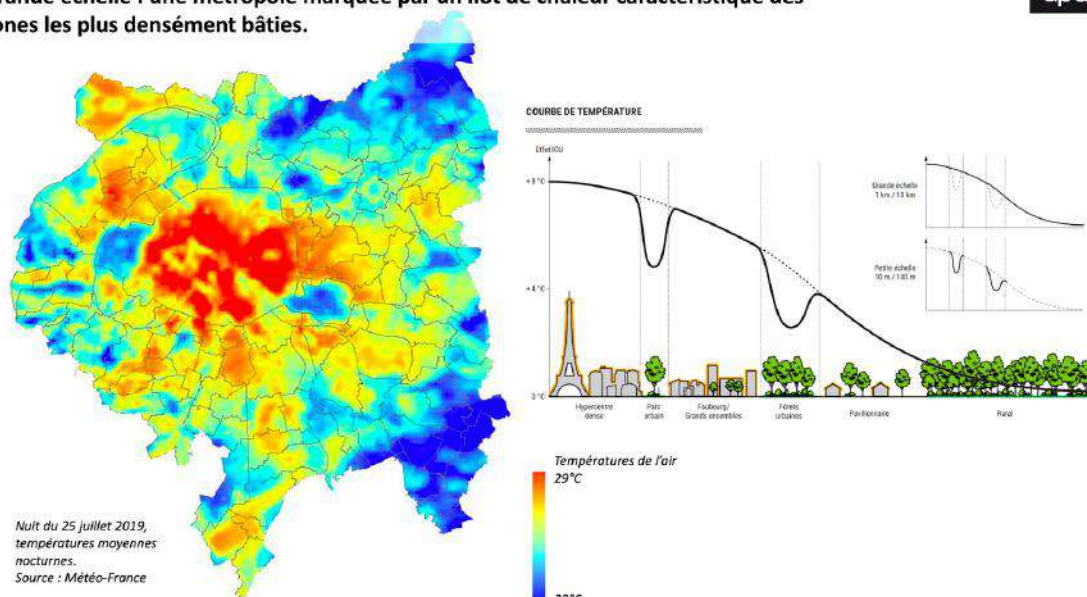 grande échelle : une métropole marquée par un îlot de chaleur caractéristique des
zones les plus densément bâties.
COURBE DE TEMPÉRATURE
Effet ICU
+8 °C
+4 °C
0 °C
Hypercentre
dense
Parc
urbain
Faubourg/
Grands ensembles
Forêts
urbaines
Pavillonnaire
Rural
Grande échelle
1 km / 10 km
Petite échelle
10 m / 100 m
Températures de l'air
29°C
Nuit du 25 juillet 2019,
températures moyennes
nocturnes.
Source : Météo-France